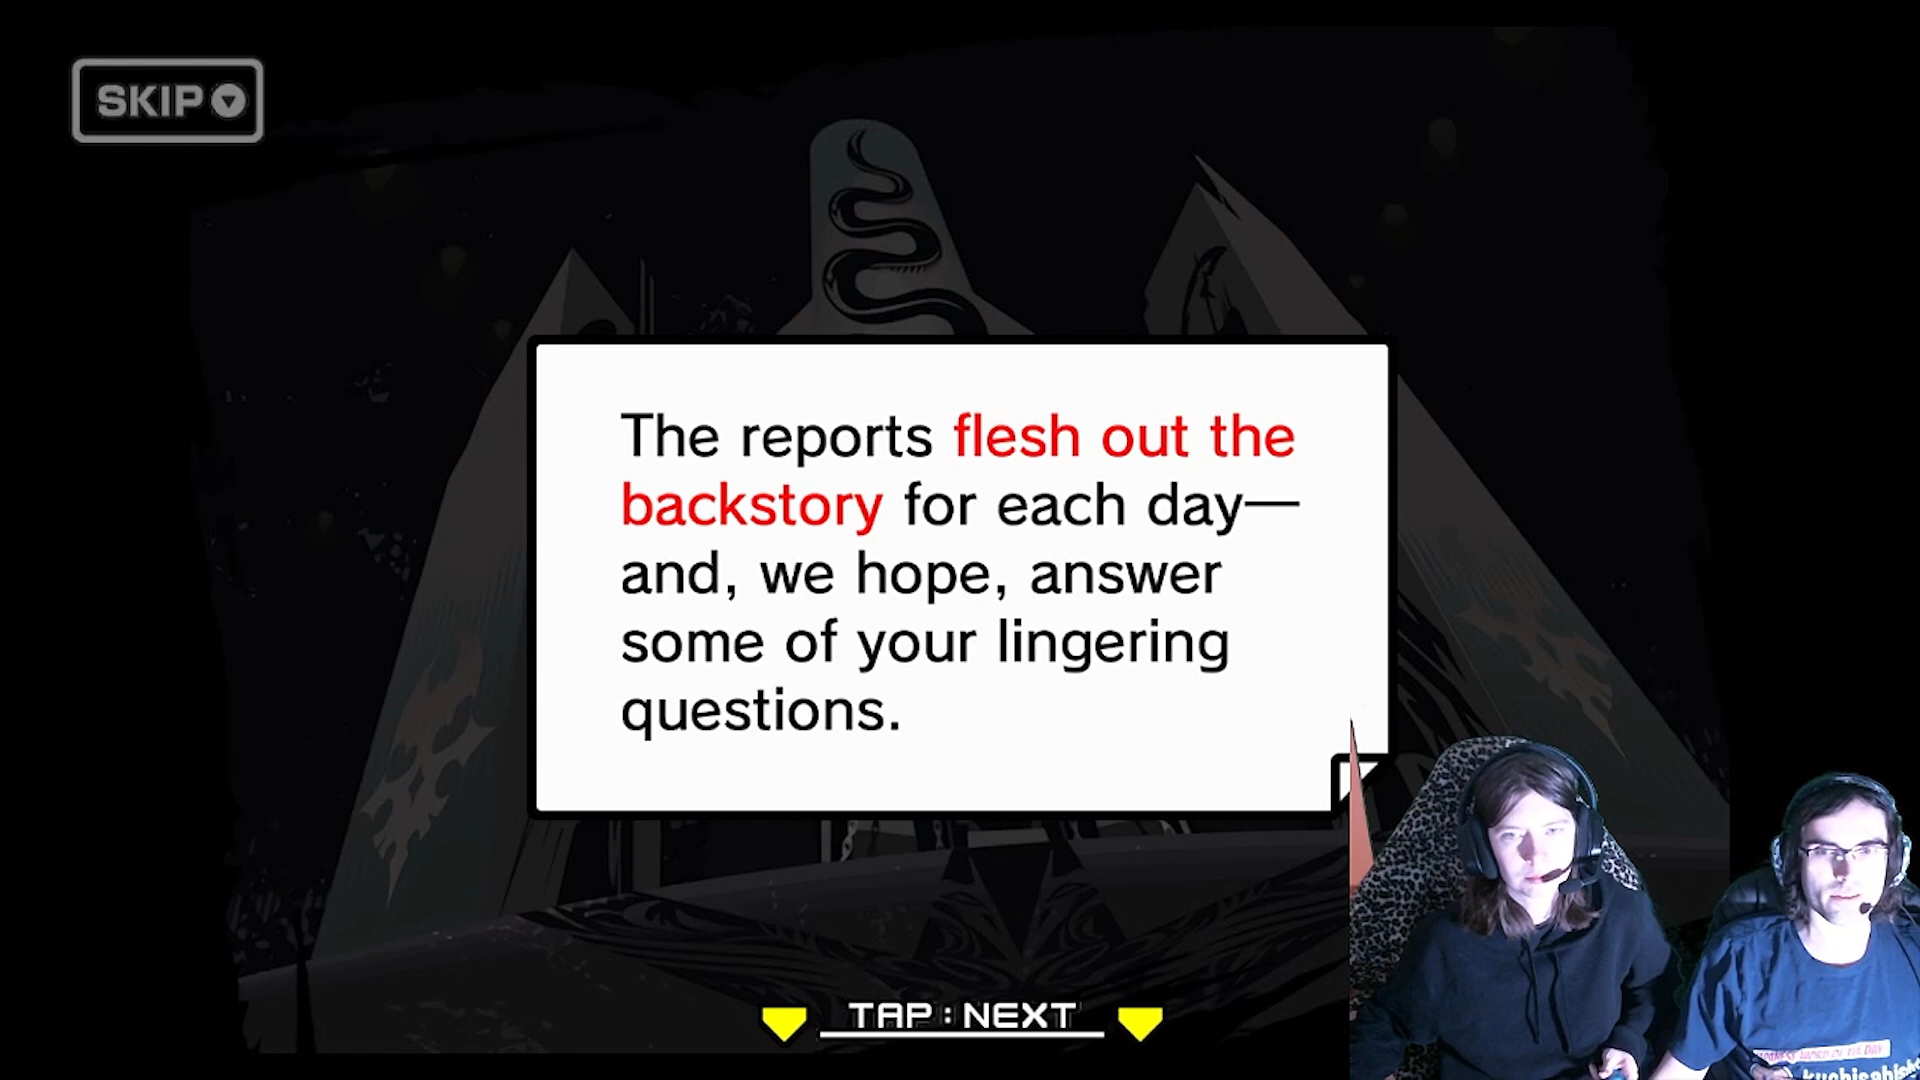 SKIP
The reports flesh out the
backstory for each day—
and, we hope, answer
some of your lingering
questions.
TAP : NEXT